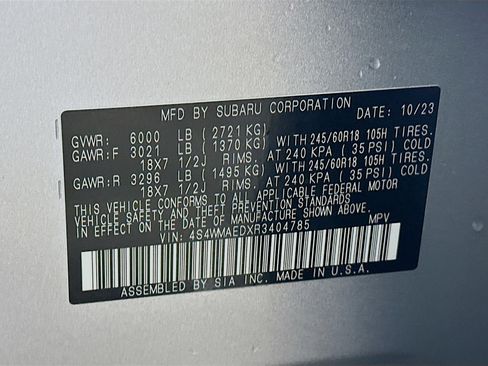 MFD BY SUBARU CORPORATION DATE: 10/23
GVWR: 6000 LB ( 2721 KG)
GAWR:F 3021 LB ( 1370 KG) WITH 245/60R18 105H TIRES.
18X7 1/2J RIMS. AT 240 KPA ( 35 PSI) COLD
GAWR:R 3296 LB ( 1495 KG) WITH 245/60R18 105H TIRES.
18X7 1/2J RIMS. AT 240 KPA ( 35 PSI) COLD
THIS VEHICLE CONFORMS TO ALL APPLICABLE FEDERAL MOTOR
VEHICLE SAFETY AND THEFT PREVENTION STANDARDS
IN EFFECT ON THE DATE OF MANUFACTURE SHOWN ABOVE.
VIN: 4S4WMAEDXR3404785 MPV
ASSEMBLED BY SIA INC. MADE IN U.S.A.